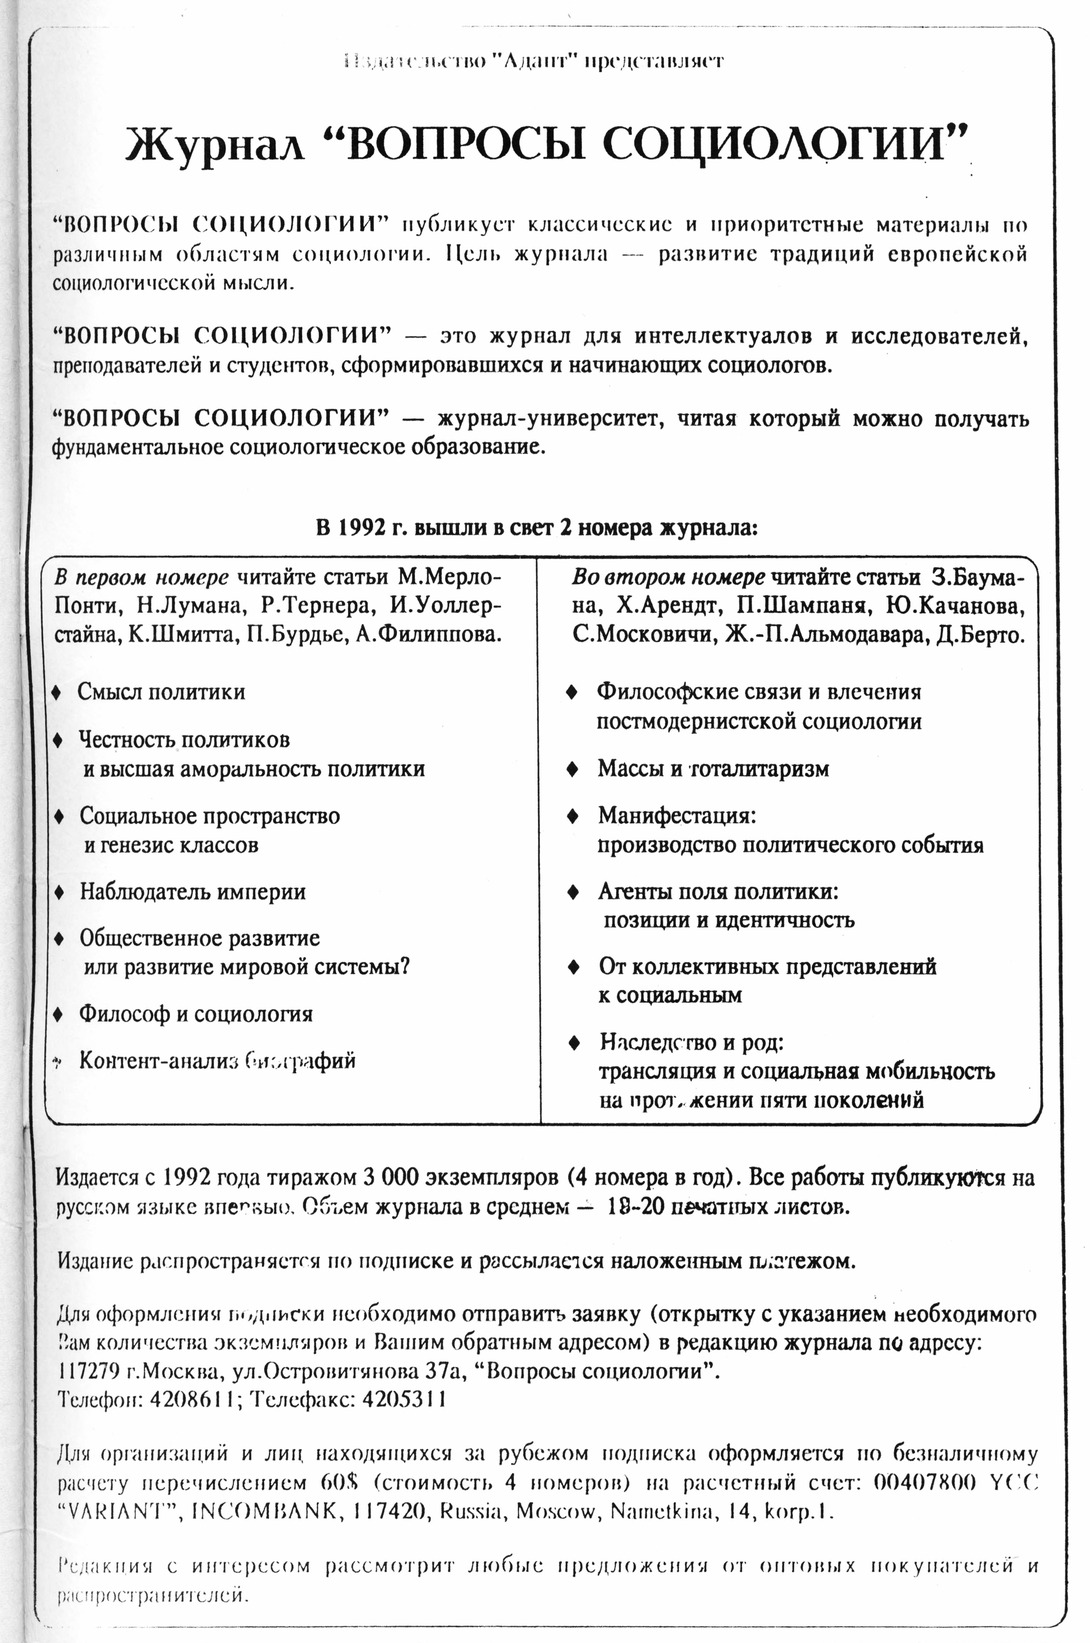 Издательство "Адапт" представляет
Журнал “ВОПРОСЫ СОЦИОЛОГИИ”
“ВОПРОСЫ СОЦИОЛОГИИ” публикует классические и приоритетные материалы по
различным областям социологии. Цель журнала — развитие традиций европейской
социологической мысли.
“ВОПРОСЫ СОЦИОЛОГИИ” — это журнал для интеллектуалов и исследователей,
преподавателей и студентов, сформировавшихся и начинающих социологов.
“ВОПРОСЫ СОЦИОЛОГИИ” — журнал-университет, читая который можно получать
фундаментальное социологическое образование.
В 1992 г. вышли в свет 2 номера журнала:
В первом номере читайте статьи М.Мерло-
Понти, Н.Лумана, Р.Тернера, И.Уоллер-
стайна, К.Шмитта, П.Бурдье, А.Филиппова.
♦ Смысл политики
♦ Честность политиков
и высшая аморальность политики
♦ Социальное пространство
и генезис классов
♦ Наблюдатель империи
♦ Общественное развитие
или развитие мировой системы?
♦ Философ и социология
♦ Контент-анализ биографий
Во втором номере читайте статьи З.Баума-
на, Х.Арендт, П.Шампаня, Ю.Качанова,
С.Московичи, Ж.-П.Альмодавара, Д.Берто.
♦ Философские связи и влечения
постмодернистской социологии
♦ Массы и тоталитаризм
♦ Манифестация:
производство политического события
♦ Агенты поля политики:
позиции и идентичность
♦ От коллективных представлений
к социальным
♦ Наследство и род:
трансляция и социальная мобильность
на протяжении пяти поколений
Издается с 1992 года тиражом 3 000 экземпляров (4 номера в год). Все работы публикуются на
русском языке впервые. Объем журнала в среднем — 18-20 печатных листов.
Издание распространяется по подписке и рассылается наложенным платежом.
Для оформления подписки необходимо отправить заявку (открытку с указанием необходимого
Вам количества экземпляров и Вашим обратным адресом) в редакцию журнала по адресу:
117279 г.Москва, ул.Островитянова 37а, “Вопросы социологии”.
Телефон: 4208611; Телефакс: 4205311
Для организаций и лиц, находящихся за рубежом подписка оформляется по безналичному
расчету перечислением 60$ (стоимость 4 номеров) на расчетный счет: 00407800 YCC
“VARIANT”, INCOMBANK, 117420, Russia, Moscow, Nametkina, 14, korp.1.
Редакция с интересом рассмотрит любые предложения от оптовых покупателей и
распространителей.